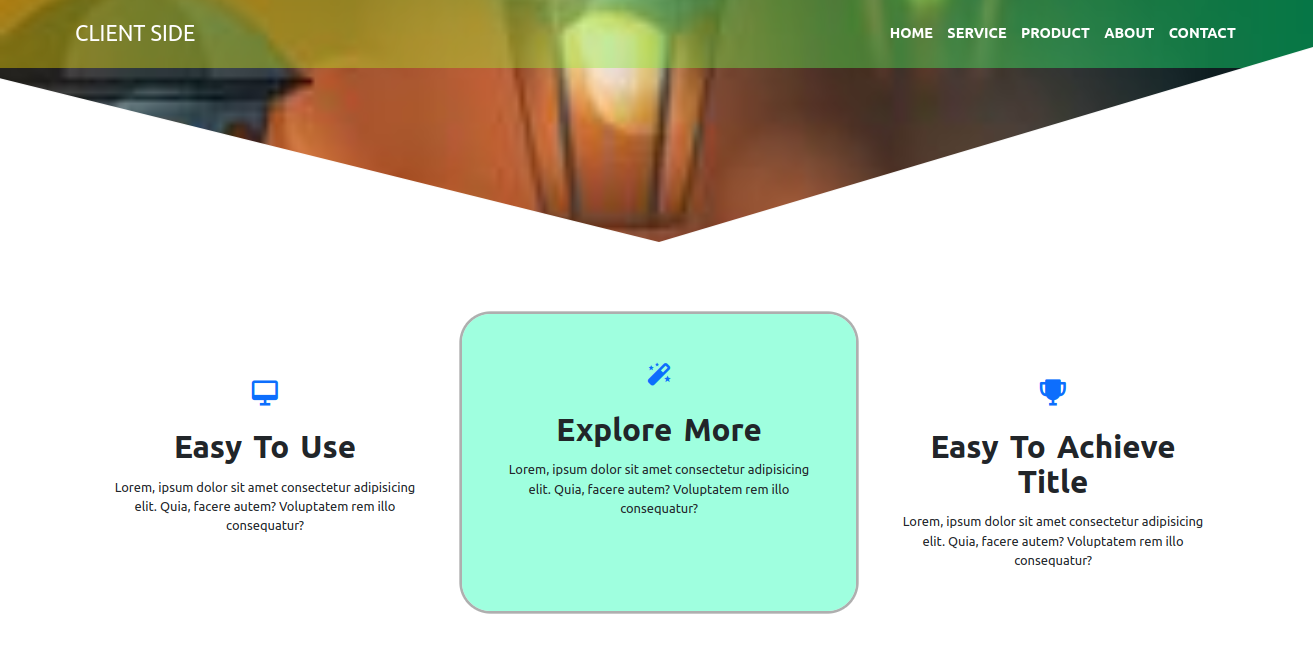 CLIENT SIDE
HOME SERVICE PRODUCT ABOUT CONTACT
Easy To Use
Lorem, ipsum dolor sit amet consectetur adipisicing
elit. Quia, facere autem? Voluptatem rem illo
consequatur?
Explore More
Lorem, ipsum dolor sit amet consectetur adipisicing
elit. Quia, facere autem? Voluptatem rem illo
consequatur?
Easy To Achieve
Title
Lorem, ipsum dolor sit amet consectetur adipisicing
elit. Quia, facere autem? Voluptatem rem illo
consequatur?